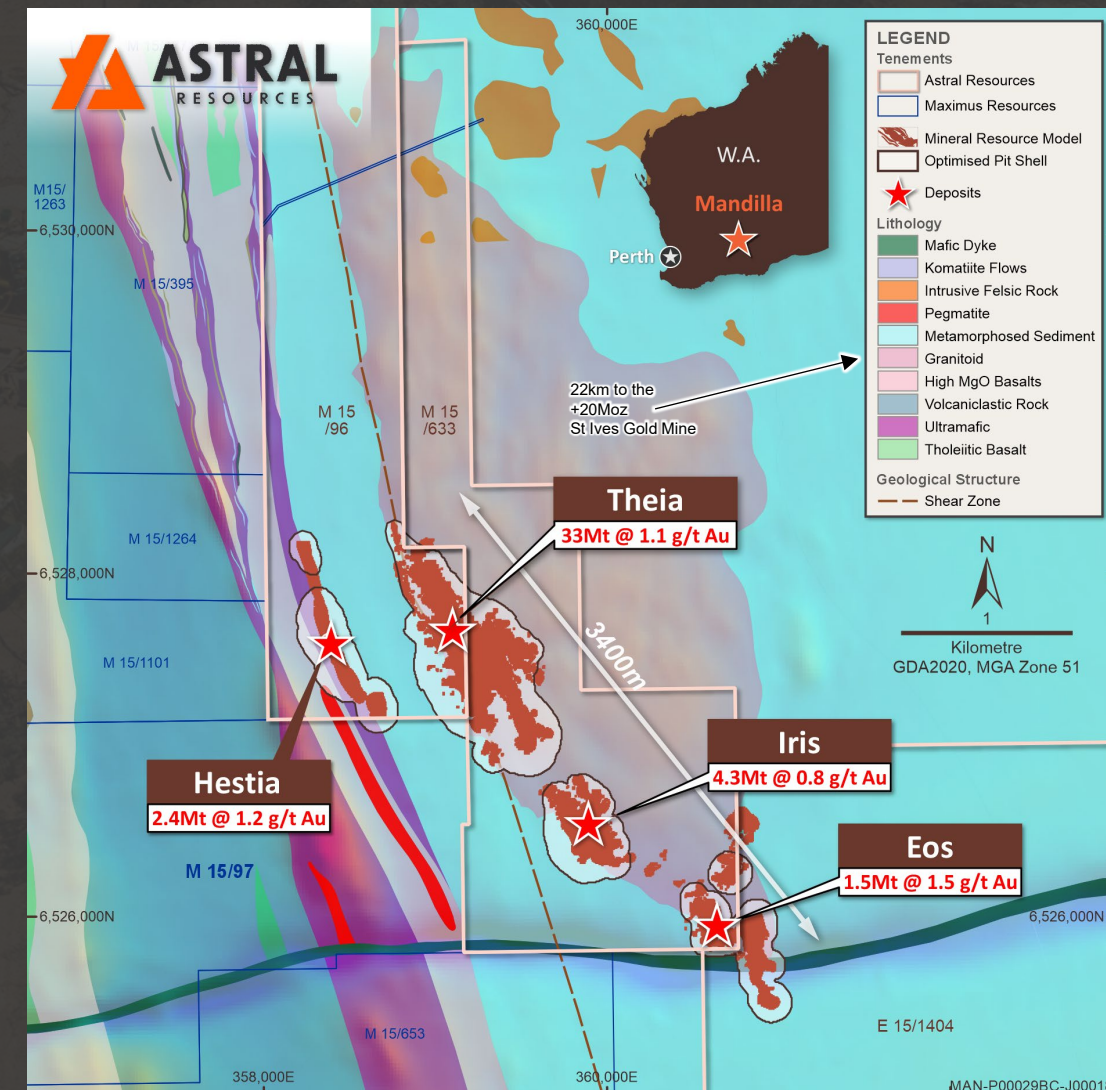 ASTRAL
RESOURCES
360,000E
M15/
1263
6,530,000N
M 15/395
M 15
/96
M 15
/633
W.A.
Mandilla
Perth
22km to the
+20Moz
St Ives Gold Mine
LEGEND
Tenements
Astral Resources
Maximus Resources
Mineral Resource Model
Optimised Pit Shell
Deposits
Lithology
Mafic Dyke
Komatiite Flows
Intrusive Felsic Rock
Pegmatite
Metamorphosed Sediment
Granitoid
High MgO Basalts
Volcaniclastic Rock
Ultramafic
Tholeiitic Basalt
Geological Structure
Shear Zone
N
1
Kilometre
GDA2020, MGA Zone 51
Theia
33Mt @ 1.1 g/t Au
M 15/1264
6,528,000N
3400m
M 15/1101
Hestia
2.4Mt @ 1.2 g/t Au
Iris
4.3Mt @ 0.8 g/t Au
Eos
1.5Mt @ 1.5 g/t Au
M 15/97
6,526,000N
6,526,000N
M 15/653
E 15/1404
358,000E
360,000E